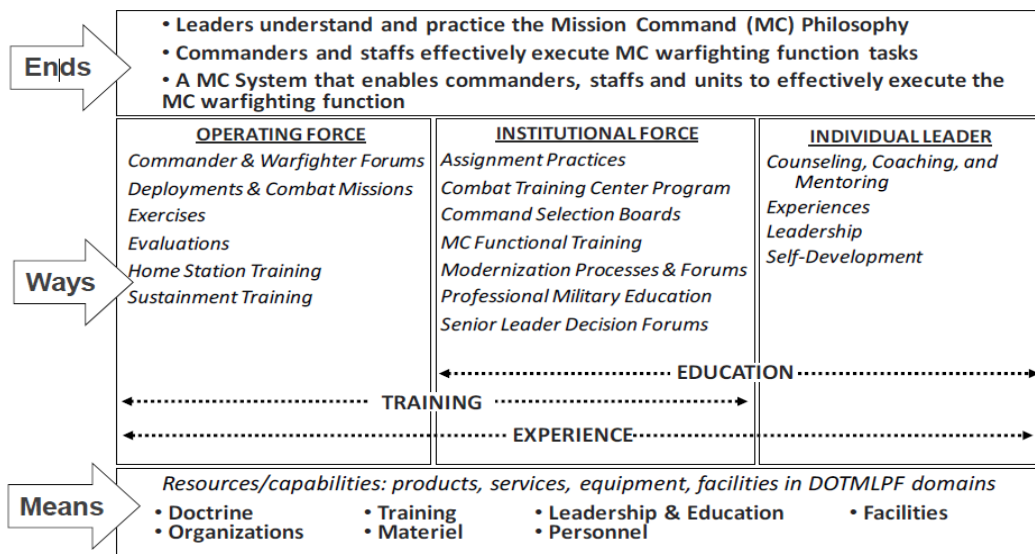 Ends
• Leaders understand and practice the Mission Command (MC) Philosophy
• Commanders and staffs effectively execute MC warfighting function tasks
• A MC System that enables commanders, staffs and units to effectively execute the
MC warfighting function
Ways
OPERATING FORCE
Commander & Warfighter Forums
Deployments & Combat Missions
Exercises
Evaluations
Home Station Training
Sustainment Training
INSTITUTIONAL FORCE
Assignment Practices
Combat Training Center Program
Command Selection Boards
MC Functional Training
Modernization Processes & Forums
Professional Military Education
Senior Leader Decision Forums
INDIVIDUAL LEADER
Counseling, Coaching, and
Mentoring
Experiences
Leadership
Self-Development
EDUCATION
TRAINING
EXPERIENCE
Means
Resources/capabilities: products, services, equipment, facilities in DOTMLPF domains
• Doctrine • Training • Leadership & Education • Facilities
• Organizations • Materiel • Personnel